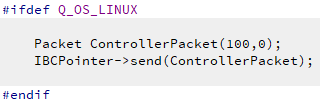 #ifdef Q_OS_LINUX
Packet ControllerPacket(100,0);
IBCPointer->send(ControllerPacket);
#endif